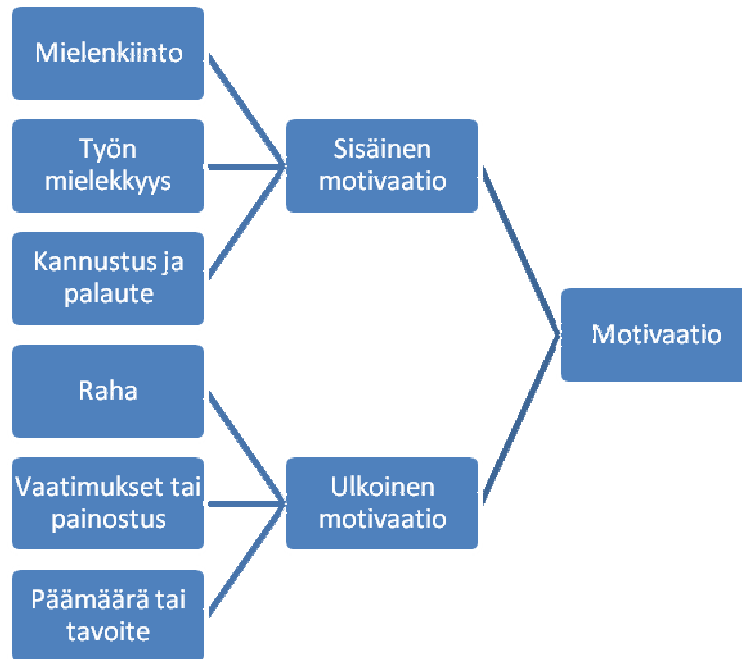 Mielenkiinto
Työn
mielekkyys
Kannustus ja
palaute
Raha
Vaatimukset tai
painostus
Päämäärä tai
tavoite
Sisäinen
motivaatio
Ulkoinen
motivaatio
Motivaatio